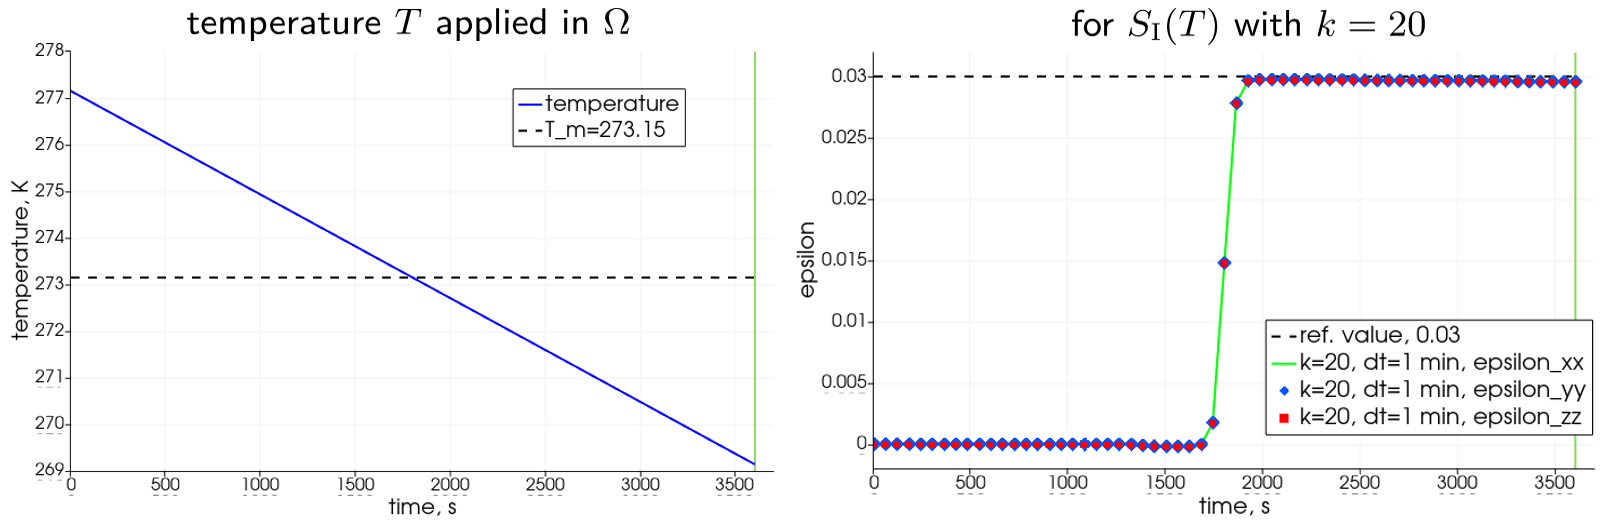 temperature T applied in Ω
278
277
276
275
274
273
272
271
270
269
temperature, K
temperature
T_m=273.15
0
500
1000
1500
2000
2500
3000
3500
time, s
for S_I(T) with k = 20
0.03
0.025
0.02
0.015
0.01
0.005
0
epsilon
ref. value, 0.03
k=20, dt=1 min, epsilon_xx
k=20, dt=1 min, epsilon_yy
k=20, dt=1 min, epsilon_zz
0
500
1000
1500
2000
2500
3000
3500
time, s